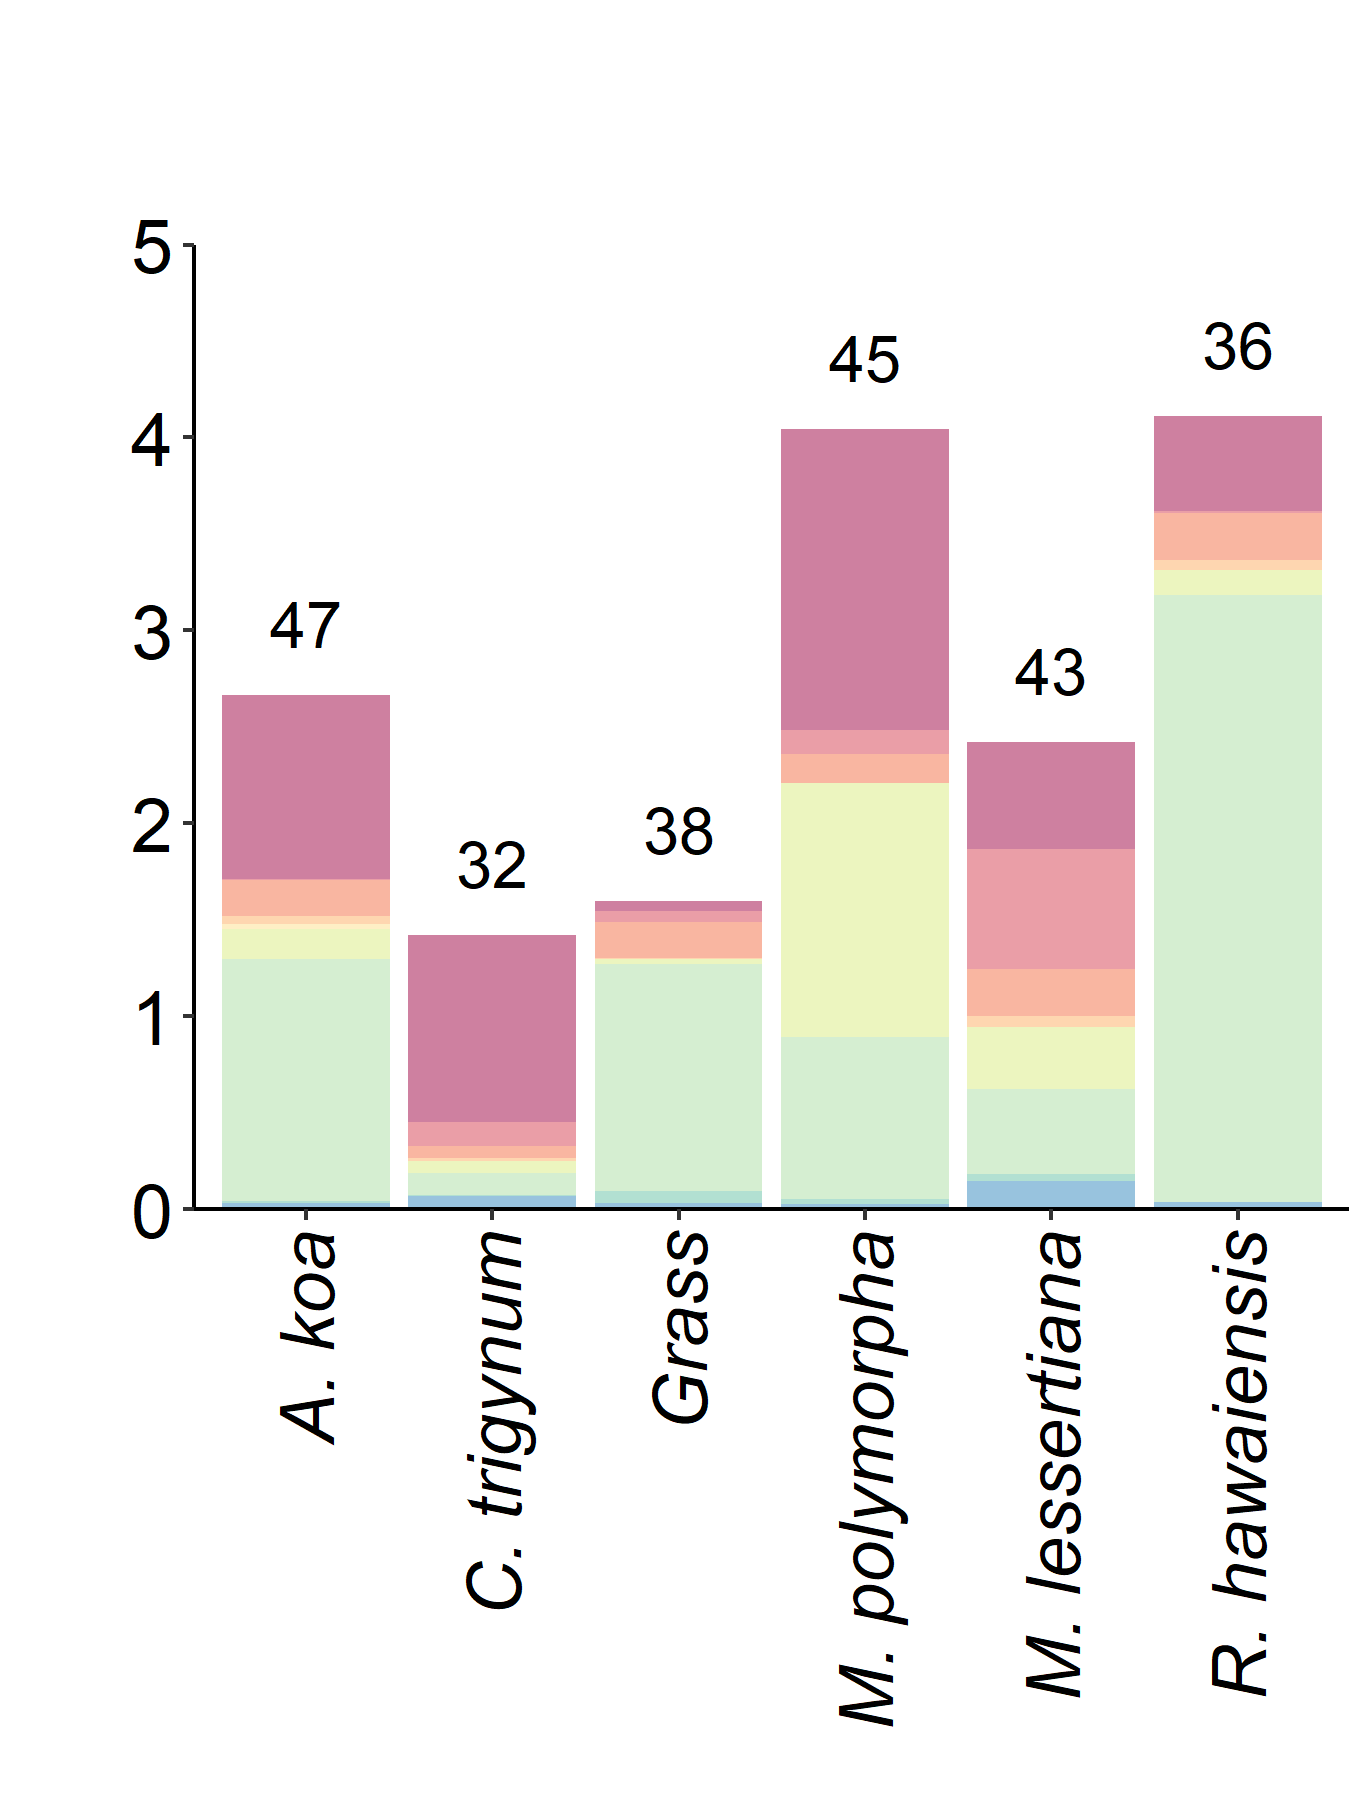 5
4
3
2
1
0
47
32
38
45
43
36
A. koa
C. trigynum
Grass
M. polymorpha
M. lessertiana
R. hawaiensis